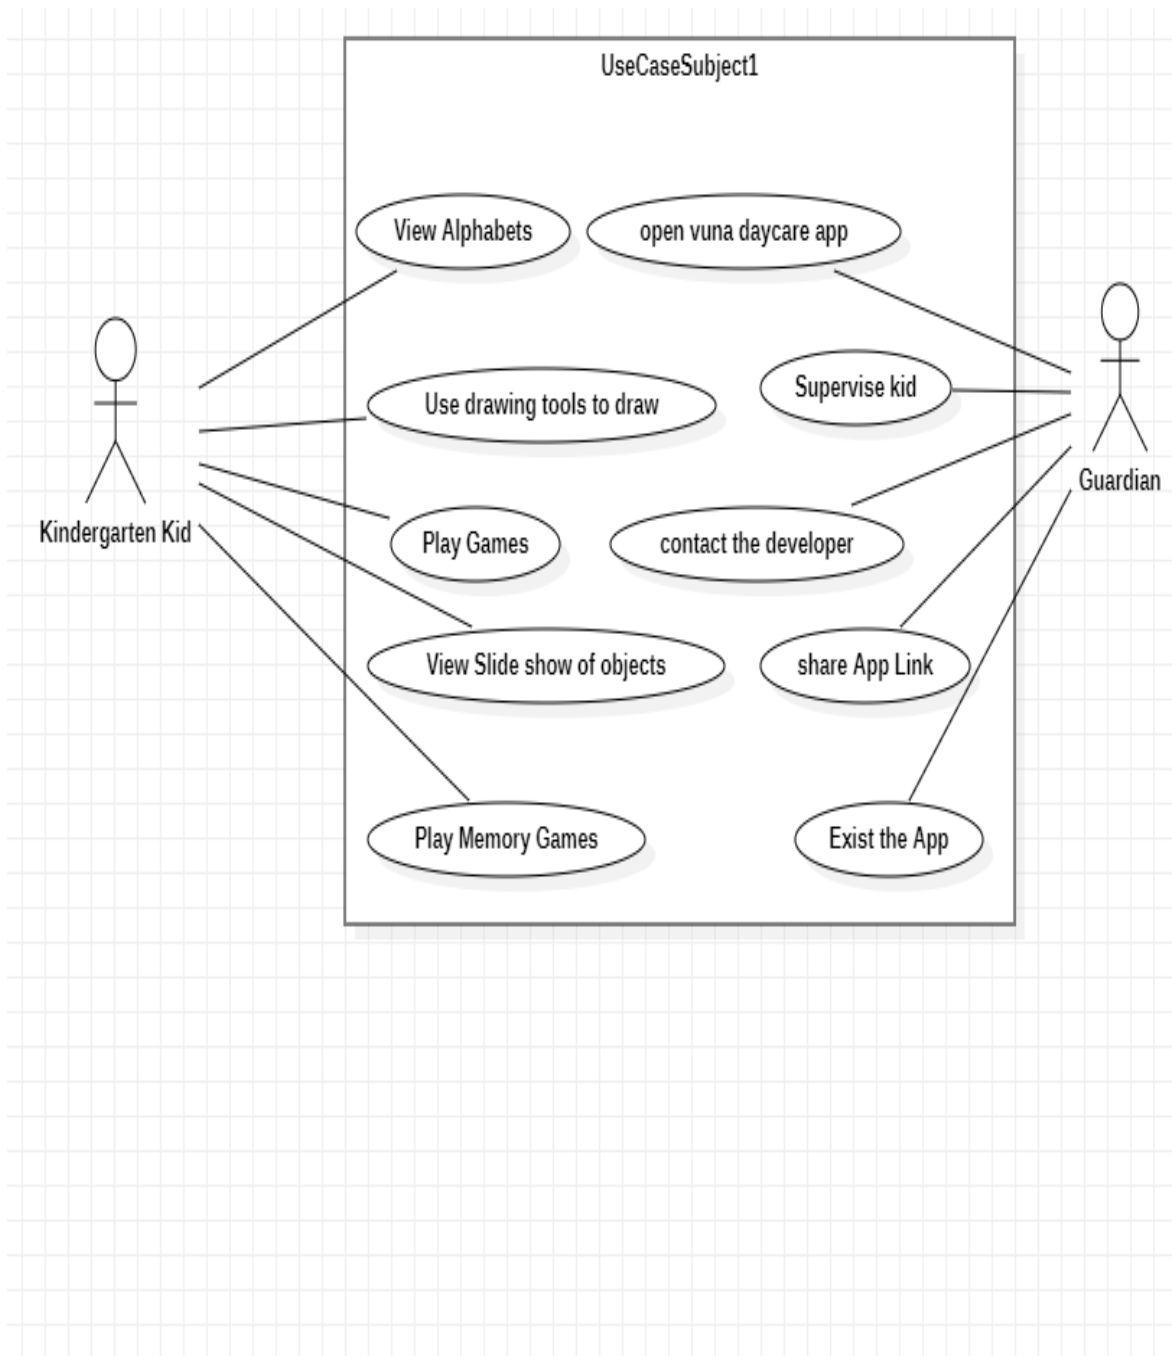 UseCaseSubject1
View Alphabets
open vuna daycare app
Use drawing tools to draw
Supervise kid
Kindergarten Kid
Guardian
Play Games
contact the developer
View Slide show of objects
share App Link
Play Memory Games
Exist the App